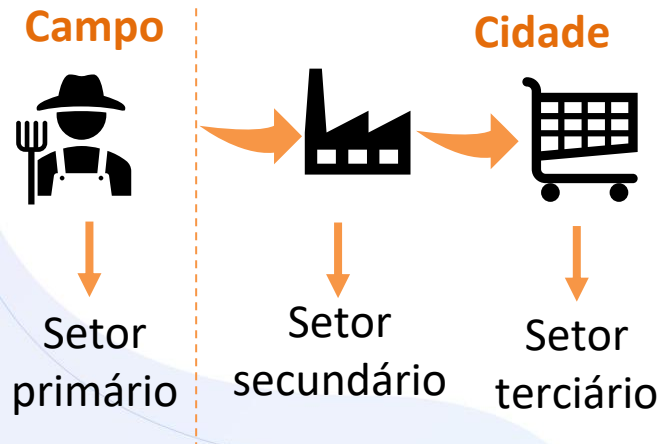 Campo
Cidade
Setor
primário
Setor
secundário
Setor
terciário